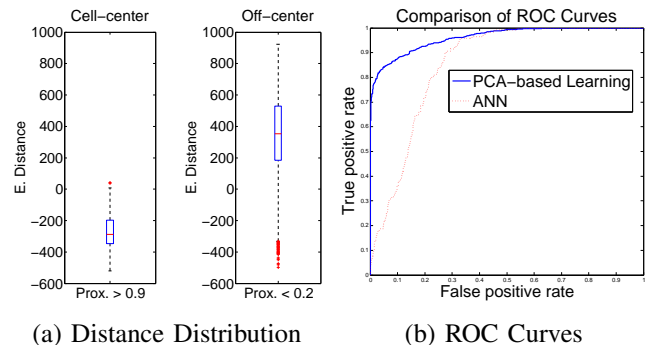 Cell−center
1000
800
600
400
200
0
−200
−400
−600
E. Distance
Prox. > 0.9
Off−center
1000
800
600
400
200
0
−200
−400
−600
E. Distance
Prox. < 0.2
(a) Distance Distribution
Comparison of ROC Curves
1
0.9
0.8
0.7
0.6
0.5
0.4
0.3
0.2
0.1
0
True positive rate
PCA−based Learning
ANN
0 0.1 0.2 0.3 0.4 0.5 0.6 0.7 0.8 0.9 1
False positive rate
(b) ROC Curves